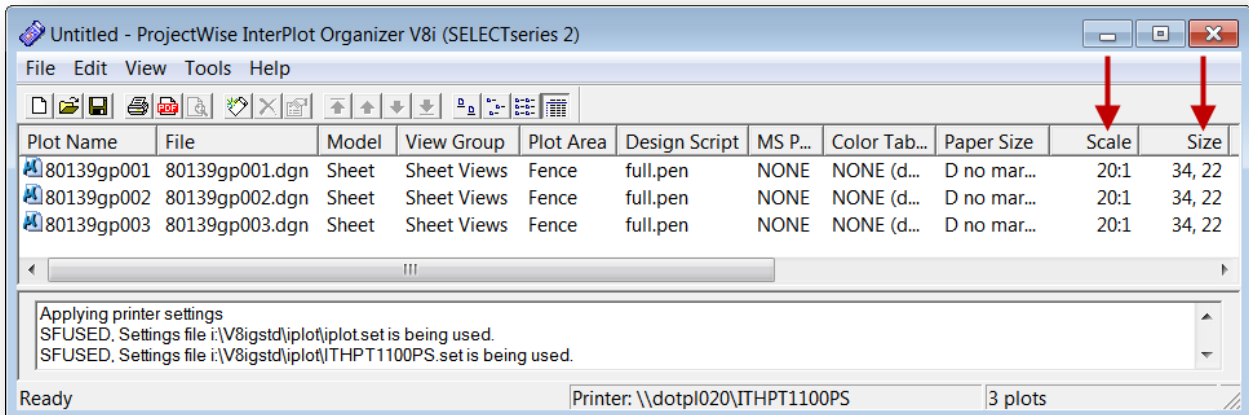 Untitled - ProjectWise InterPlot Organizer V8i (SELECTseries 2)
File Edit View Tools Help
Plot Name File Model View Group Plot Area Design Script MS P... Color Tab... Paper Size Scale Size
80139gp001 80139gp001.dgn Sheet Sheet Views Fence full.pen NONE NONE (d... D no mar... 20:1 34, 22
80139gp002 80139gp002.dgn Sheet Sheet Views Fence full.pen NONE NONE (d... D no mar... 20:1 34, 22
80139gp003 80139gp003.dgn Sheet Sheet Views Fence full.pen NONE NONE (d... D no mar... 20:1 34, 22
Applying printer settings
SFUSED, Settings file i:\V8igstd\iplot\iplot.set is being used.
SFUSED, Settings file i:\V8igstd\iplot\ITHPT1100PS.set is being used.
Ready Printer: \\dotpl020\ITHPT1100PS 3 plots